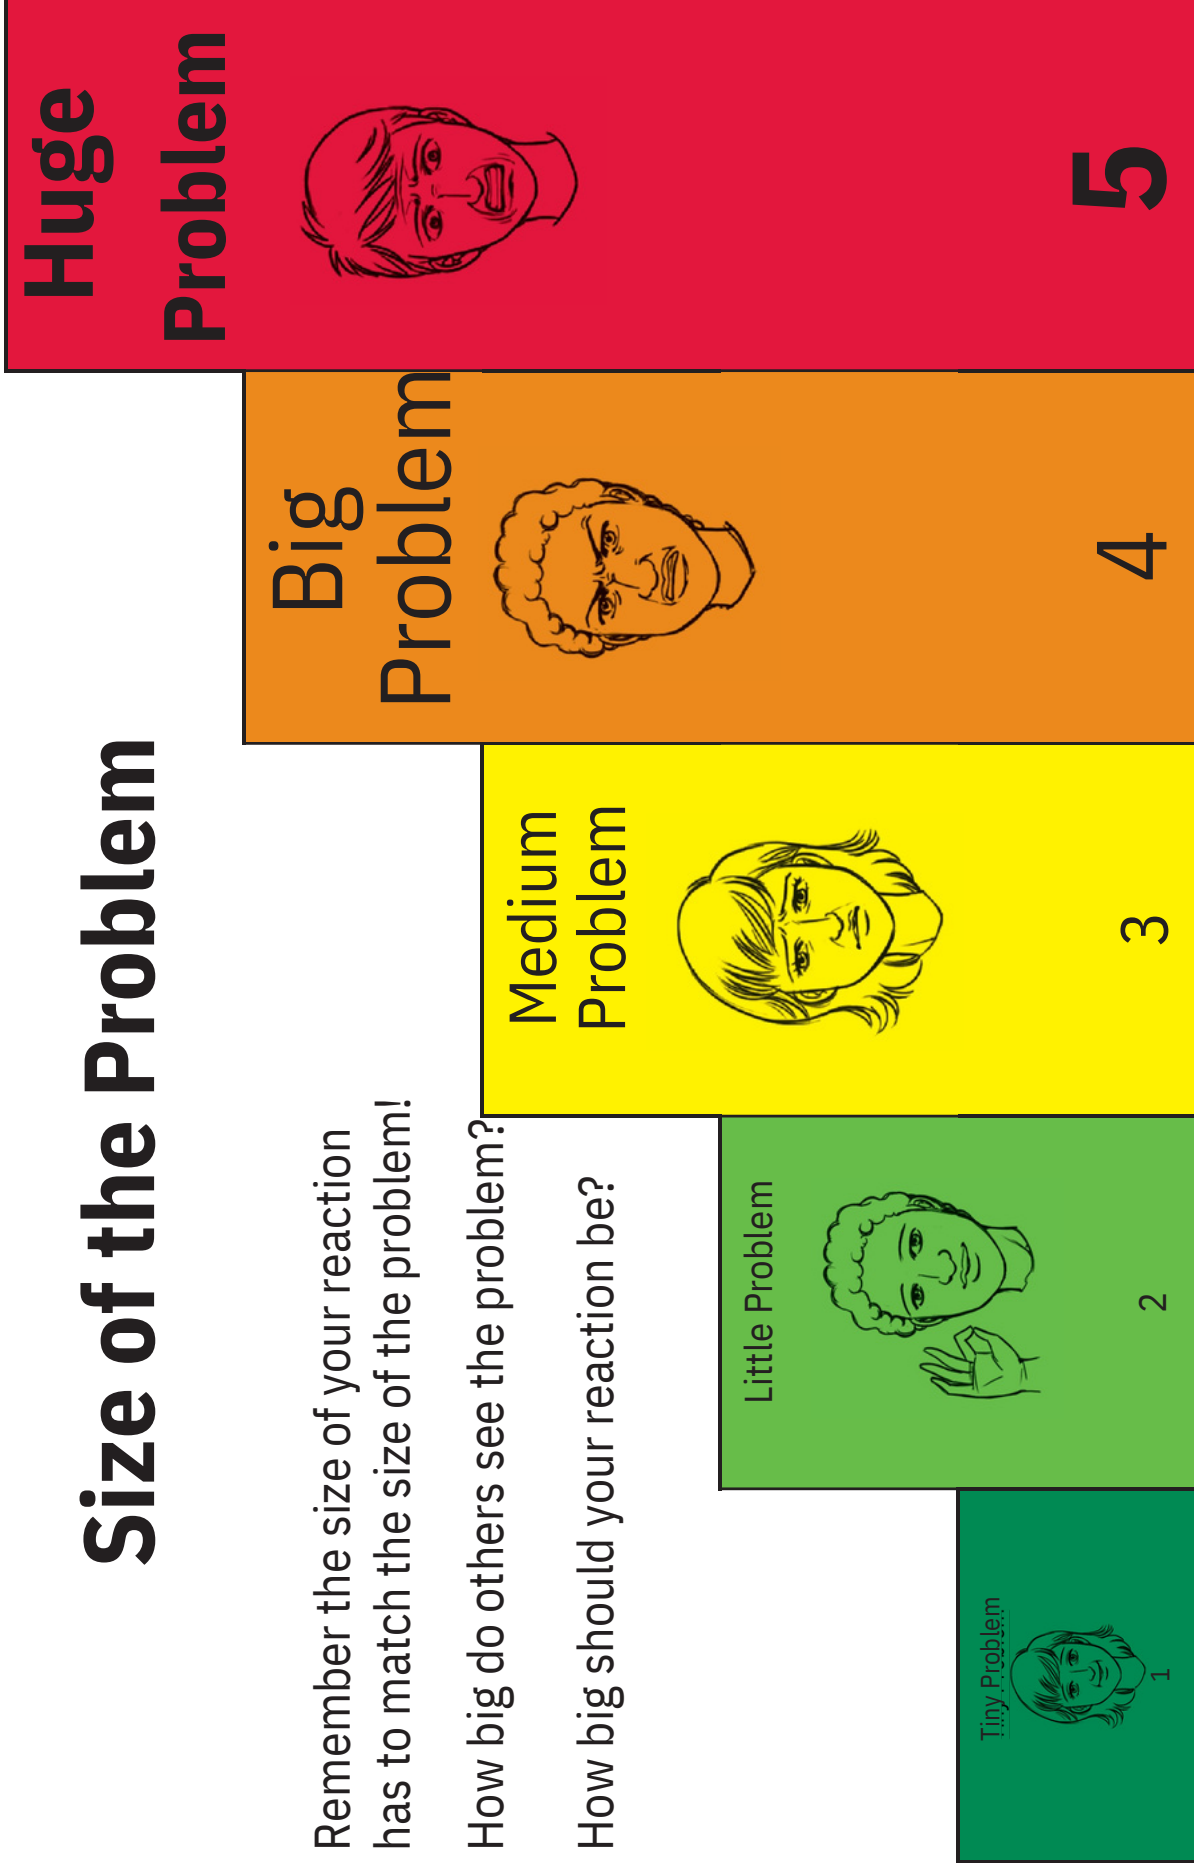 Size of the Problem
Remember the size of your reaction
has to match the size of the problem!
How big do others see the problem?
How big should your reaction be?
Tiny Problem
1
Little Problem
2
Medium
Problem
3
Big
Problem
4
Huge
Problem
5